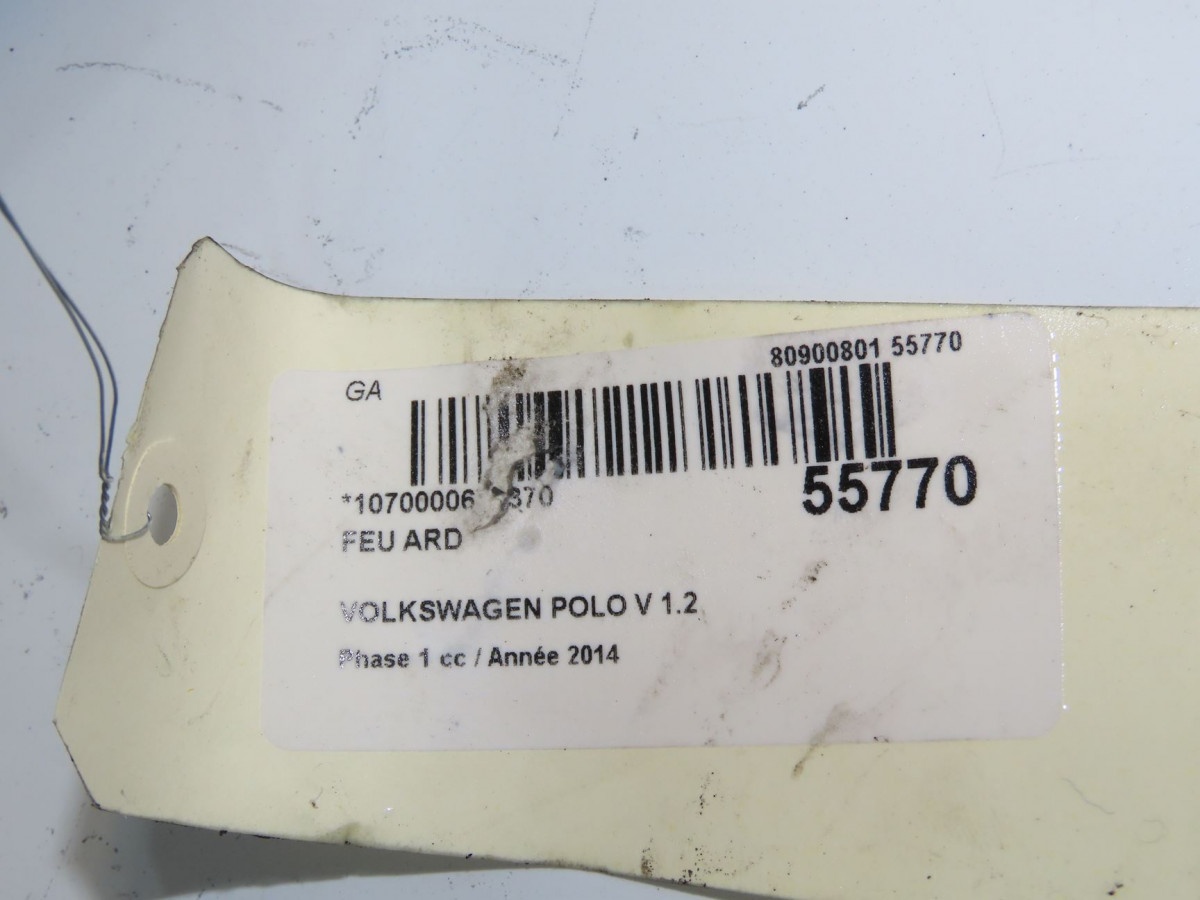 80900801 55770
GA
55770
FEU ARD
VOLKSWAGEN POLO V 1.2
Phase 1 cc / Année 2014